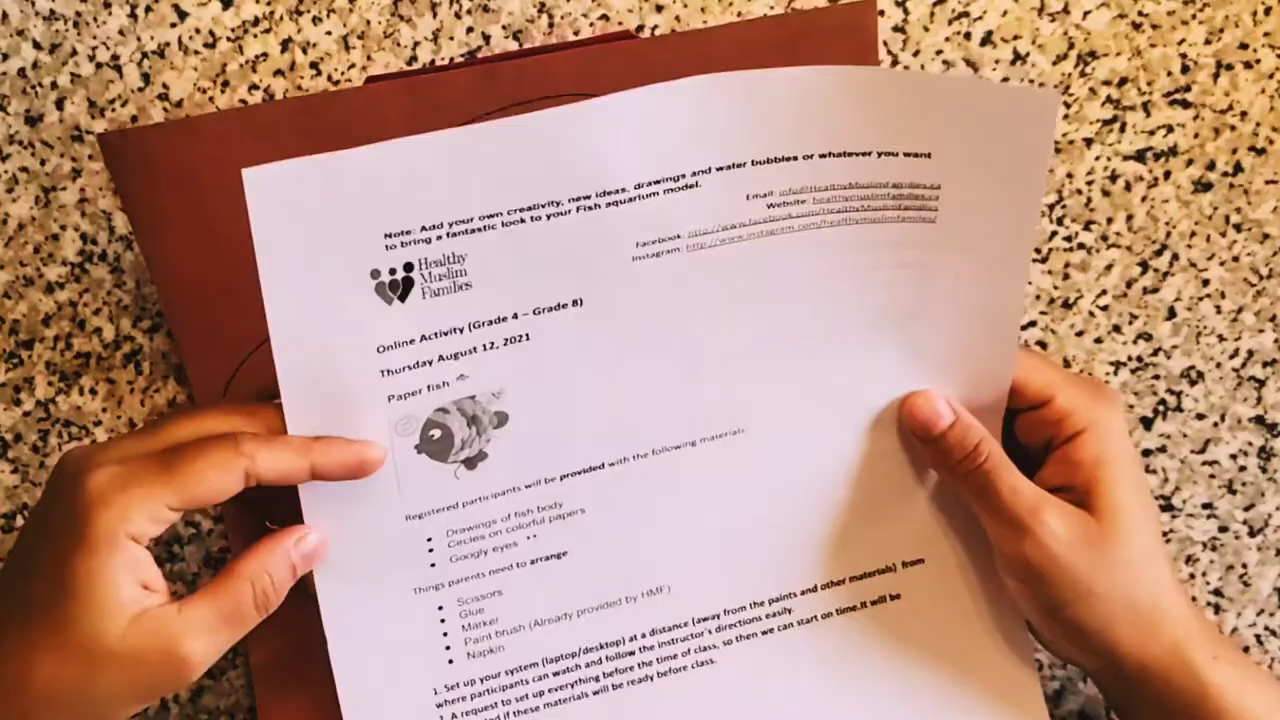 Note: Add your own creativity, new ideas, drawings and water bubbles or whatever you want
to bring a fantastic look to your Fish aquarium model.
Email: info@HealthyMuslimFamilies.ca
Website: healthymuslimfamilies.ca
Facebook: http://www.facebook.com/HealthyMuslimFamilies
Instagram: http://www.instagram.com/healthymuslimfamilies/
Healthy
Muslim
Families
Online Activity (Grade 4 – Grade 8)
Thursday August 12, 2021
Paper fish
Registered participants will be provided with the following materials
• Drawings of fish body
• Circles on colorful papers
• Googly eyes
Things parents need to arrange
• Scissors
• Glue
• Marker
• Paint brush (Already provided by HMF)
• Napkin
1. Set up your system (laptop/desktop) at a distance (away from the paints and other materials) from
where participants can watch and follow the instructor's directions easily.
A request to set up everything before the time of class, so then we can start on time.It will be
if these materials will be ready before class.